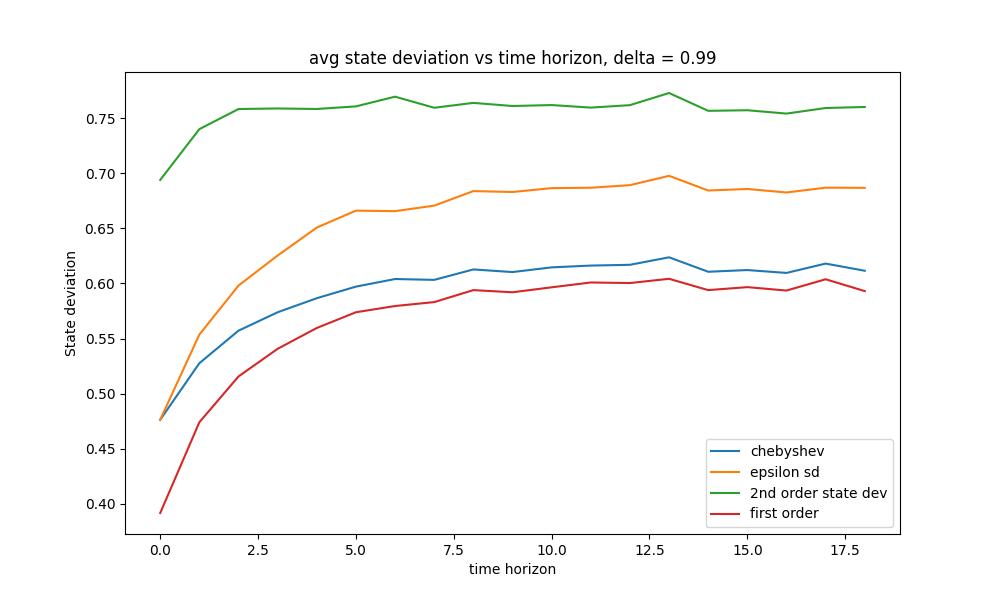 avg state deviation vs time horizon, delta = 0.99
State deviation
0.75
0.70
0.65
0.60
0.55
0.50
0.45
0.40
chebyshev
epsilon sd
2nd order state dev
first order
0.0 2.5 5.0 7.5 10.0 12.5 15.0 17.5
time horizon